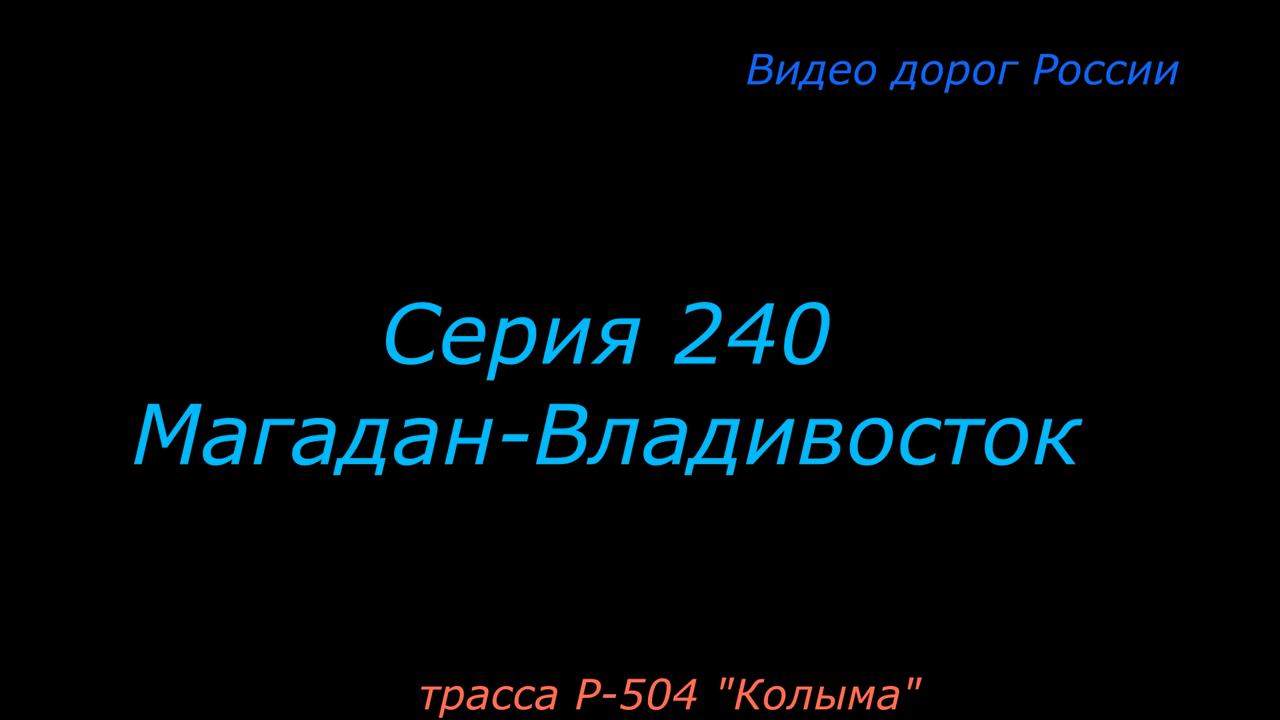 Видео дорог России
Серия 240
Магадан-Владивосток
трасса Р-504 "Колыма"